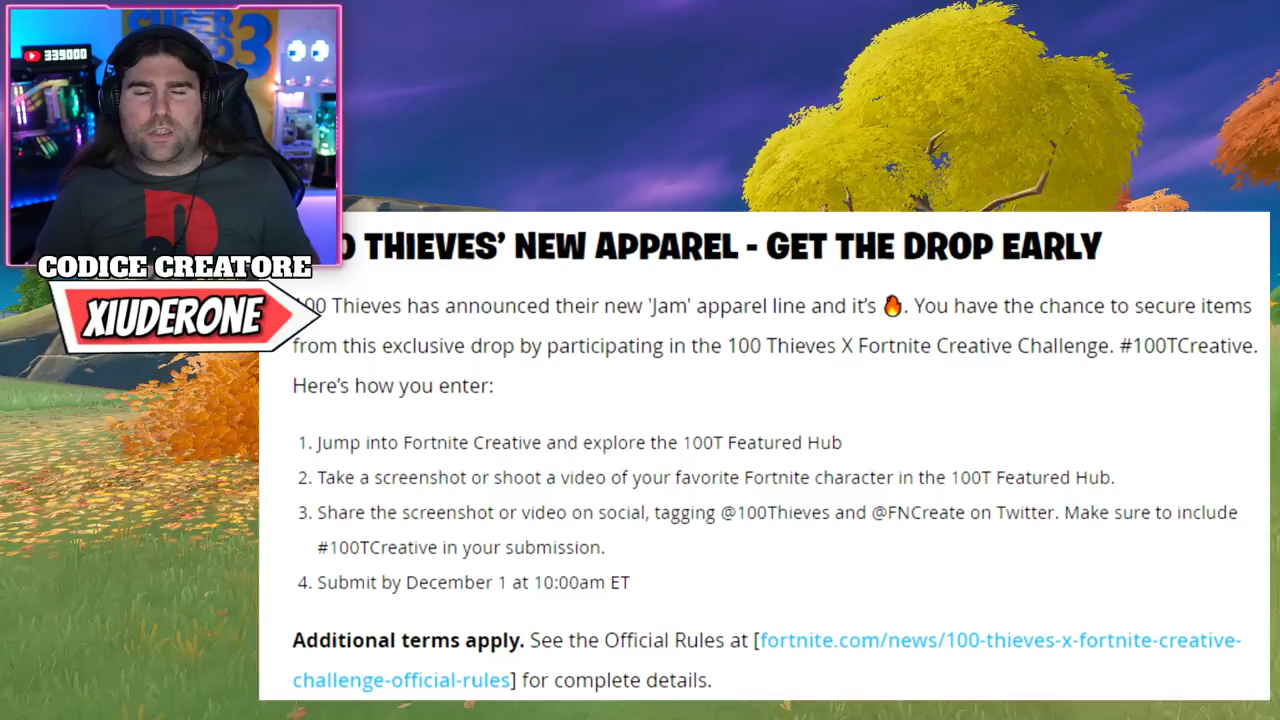 339000
CODICE CREATORE
XIUDERONE
0 THIEVES' NEW APPAREL - GET THE DROP EARLY
100 Thieves has announced their new 'Jam' apparel line and it's 🔥. You have the chance to secure items
from this exclusive drop by participating in the 100 Thieves X Fortnite Creative Challenge. #100TCreative.
Here's how you enter:
1. Jump into Fortnite Creative and explore the 100T Featured Hub
2. Take a screenshot or shoot a video of your favorite Fortnite character in the 100T Featured Hub.
3. Share the screenshot or video on social, tagging @100Thieves and @FNCreate on Twitter. Make sure to include
#100TCreative in your submission.
4. Submit by December 1 at 10:00am ET
Additional terms apply. See the Official Rules at [fortnite.com/news/100-thieves-x-fortnite-creative-
challenge-official-rules] for complete details.